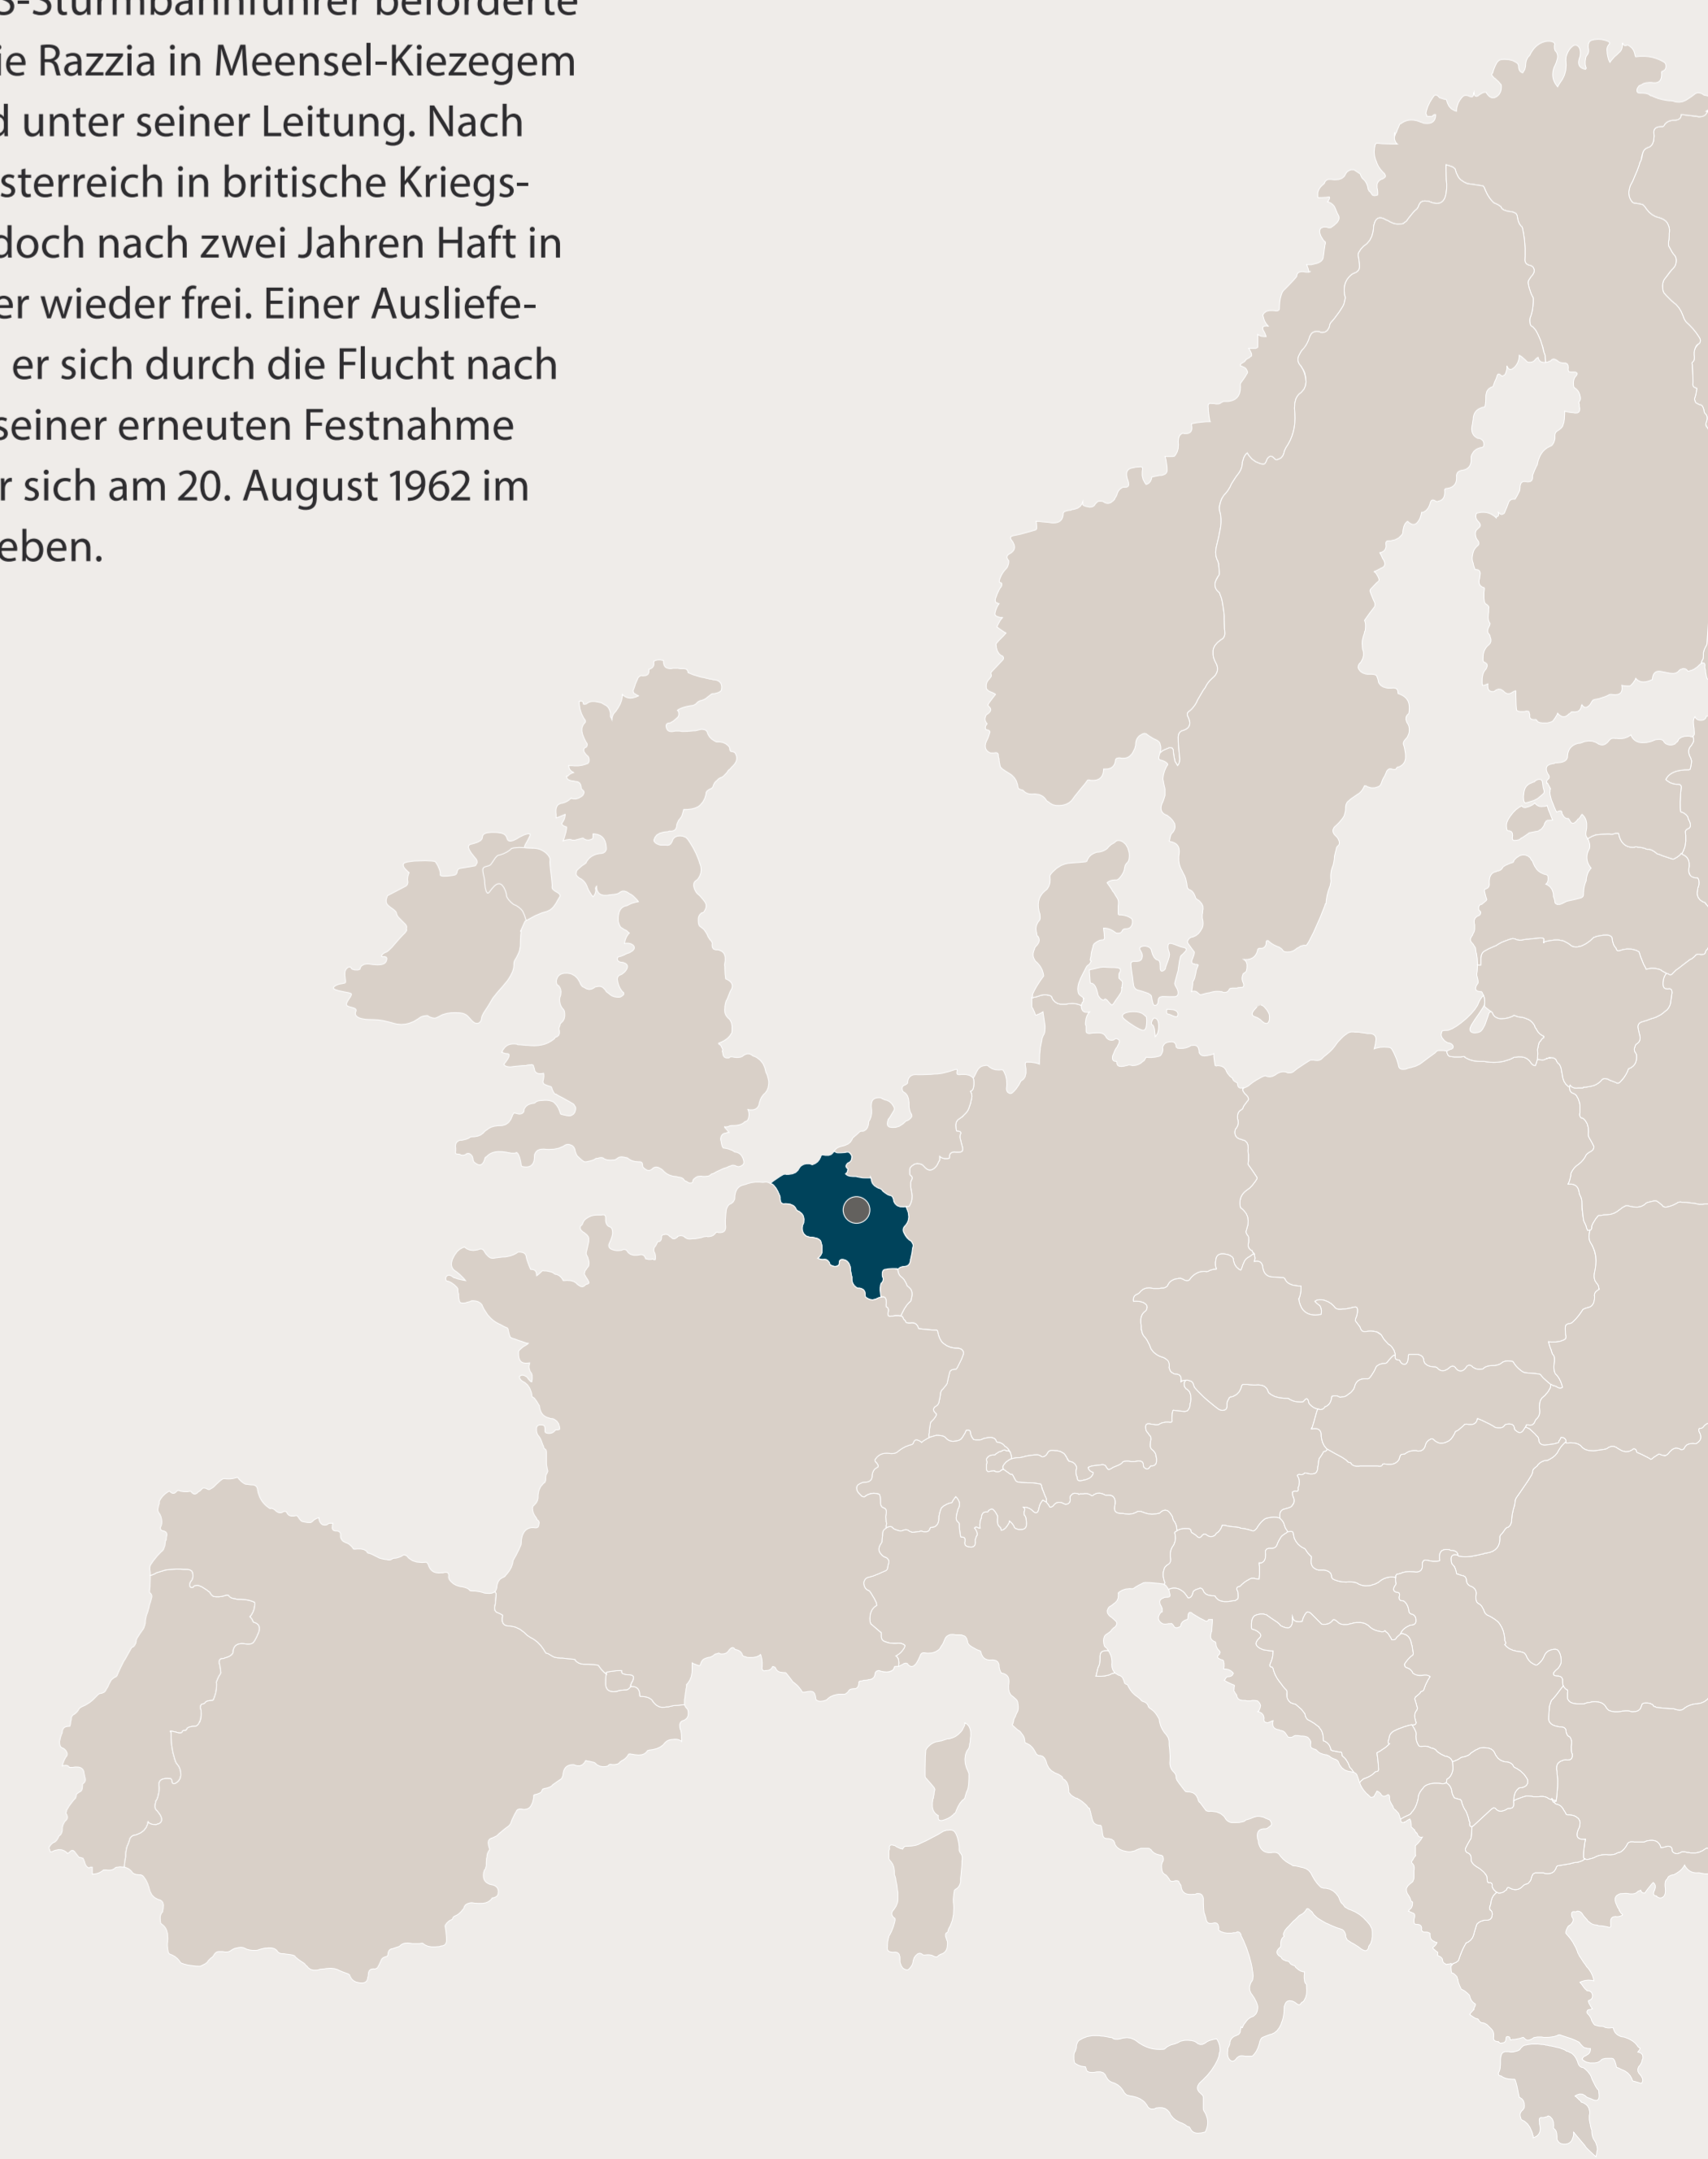 S-Sturmbannführer beförderte
ie Razzia in Meensel-Kiezegem
d unter seiner Leitung. Nach
sterreich in britische Kriegs-
doch nach zwei Jahren Haft in
er wieder frei. Einer Ausliefe-
er sich durch die Flucht nach
seiner erneuten Festnahme
r sich am 20. August 1962 im
eben.